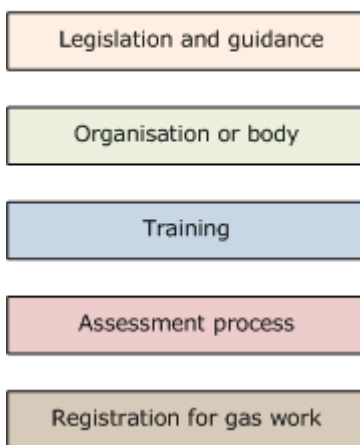 Legislation and guidance
Organisation or body
Training
Assessment process
Registration for gas work